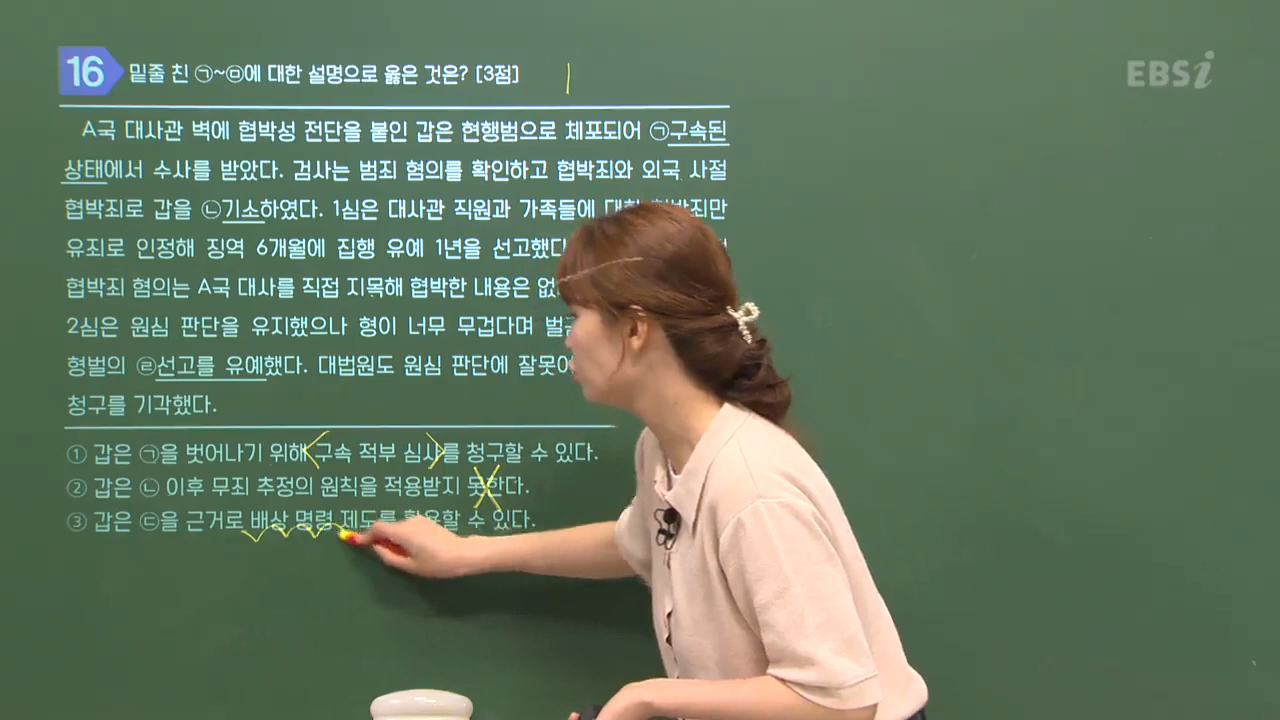 16 밑줄 친 ㉠~㉤에 대한 설명으로 옳은 것은? [3점]
EBSi
A국 대사관 벽에 협박성 전단을 붙인 갑은 현행범으로 체포되어 ㉠구속된
상태에서 수사를 받았다. 검사는 범죄 혐의를 확인하고 협박죄와 외국 사절
협박죄로 갑을 ㉡기소하였다. 1심은 대사관 직원과 가족들에 대한 협박죄만
유죄로 인정해 징역 6개월에 집행 유예 1년을 선고했다
협박죄 혐의는 A국 대사를 직접 지목해 협박한 내용은
2심은 원심 판단을 유지했으나 형이 너무 무겁다며
형벌의 ㉣선고를 유예했다. 대법원도 원심 판단에
청구를 기각했다.
① 갑은 ㉠을 벗어나기 위해 구속 적부 심사를 청구할 수 있다.
② 갑은 ㉡ 이후 무죄 추정의 원칙을 적용받지 못한다.
③ 갑은 ㉢을 근거로 배상 명령 제도를 활용할 수 있다.